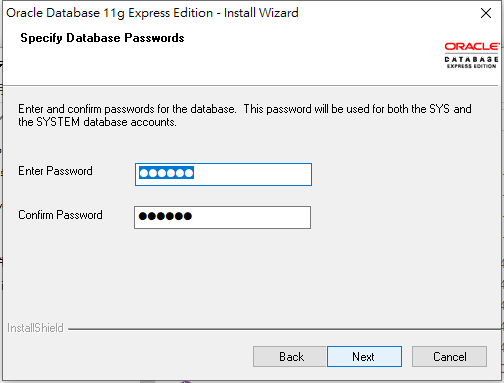 Oracle Database 11g Express Edition - Install Wizard
Specify Database Passwords
ORACLE
DATABASE
EXPRESS EDITION
Enter and confirm passwords for the database.  This password will be used for both the SYS and
the SYSTEM database accounts.
Enter Password
●●●●●●
Confirm Password
●●●●●●
InstallShield
Back
Next
Cancel